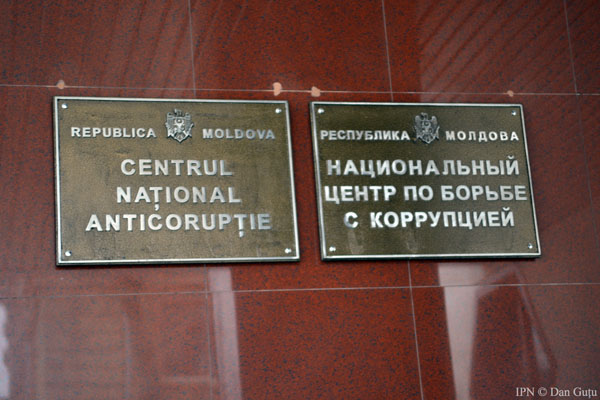 REPUBLICA MOLDOVA
CENTRUL
NAȚIONAL
ANTICORUPȚIE
РЕСПУБЛИКА МОЛДОВА
НАЦИОНАЛЬНЫЙ
ЦЕНТР ПО БОРЬБЕ
С КОРРУПЦИЕЙ
IPN © Dan Guțu